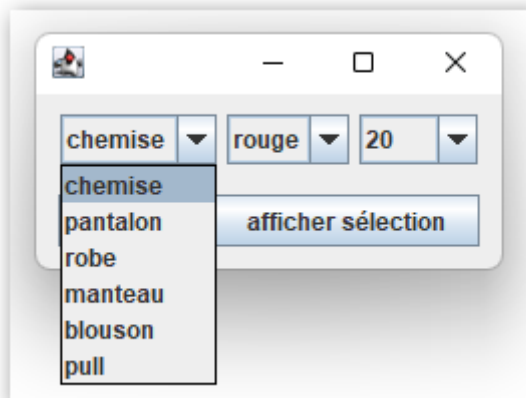 chemise rouge 20
chemise
pantalon afficher sélection
robe
manteau
blouson
pull